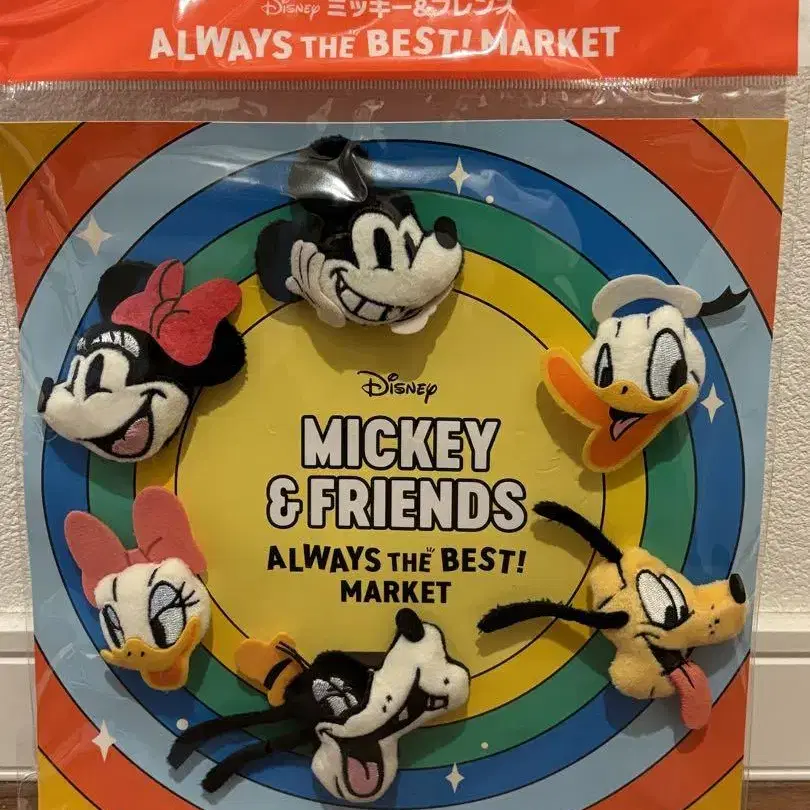 Disney ミッキー&フレンズ
ALWAYS THE BEST! MARKET
Disney
MICKEY
& FRIENDS
ALWAYS THE BEST!
MARKET